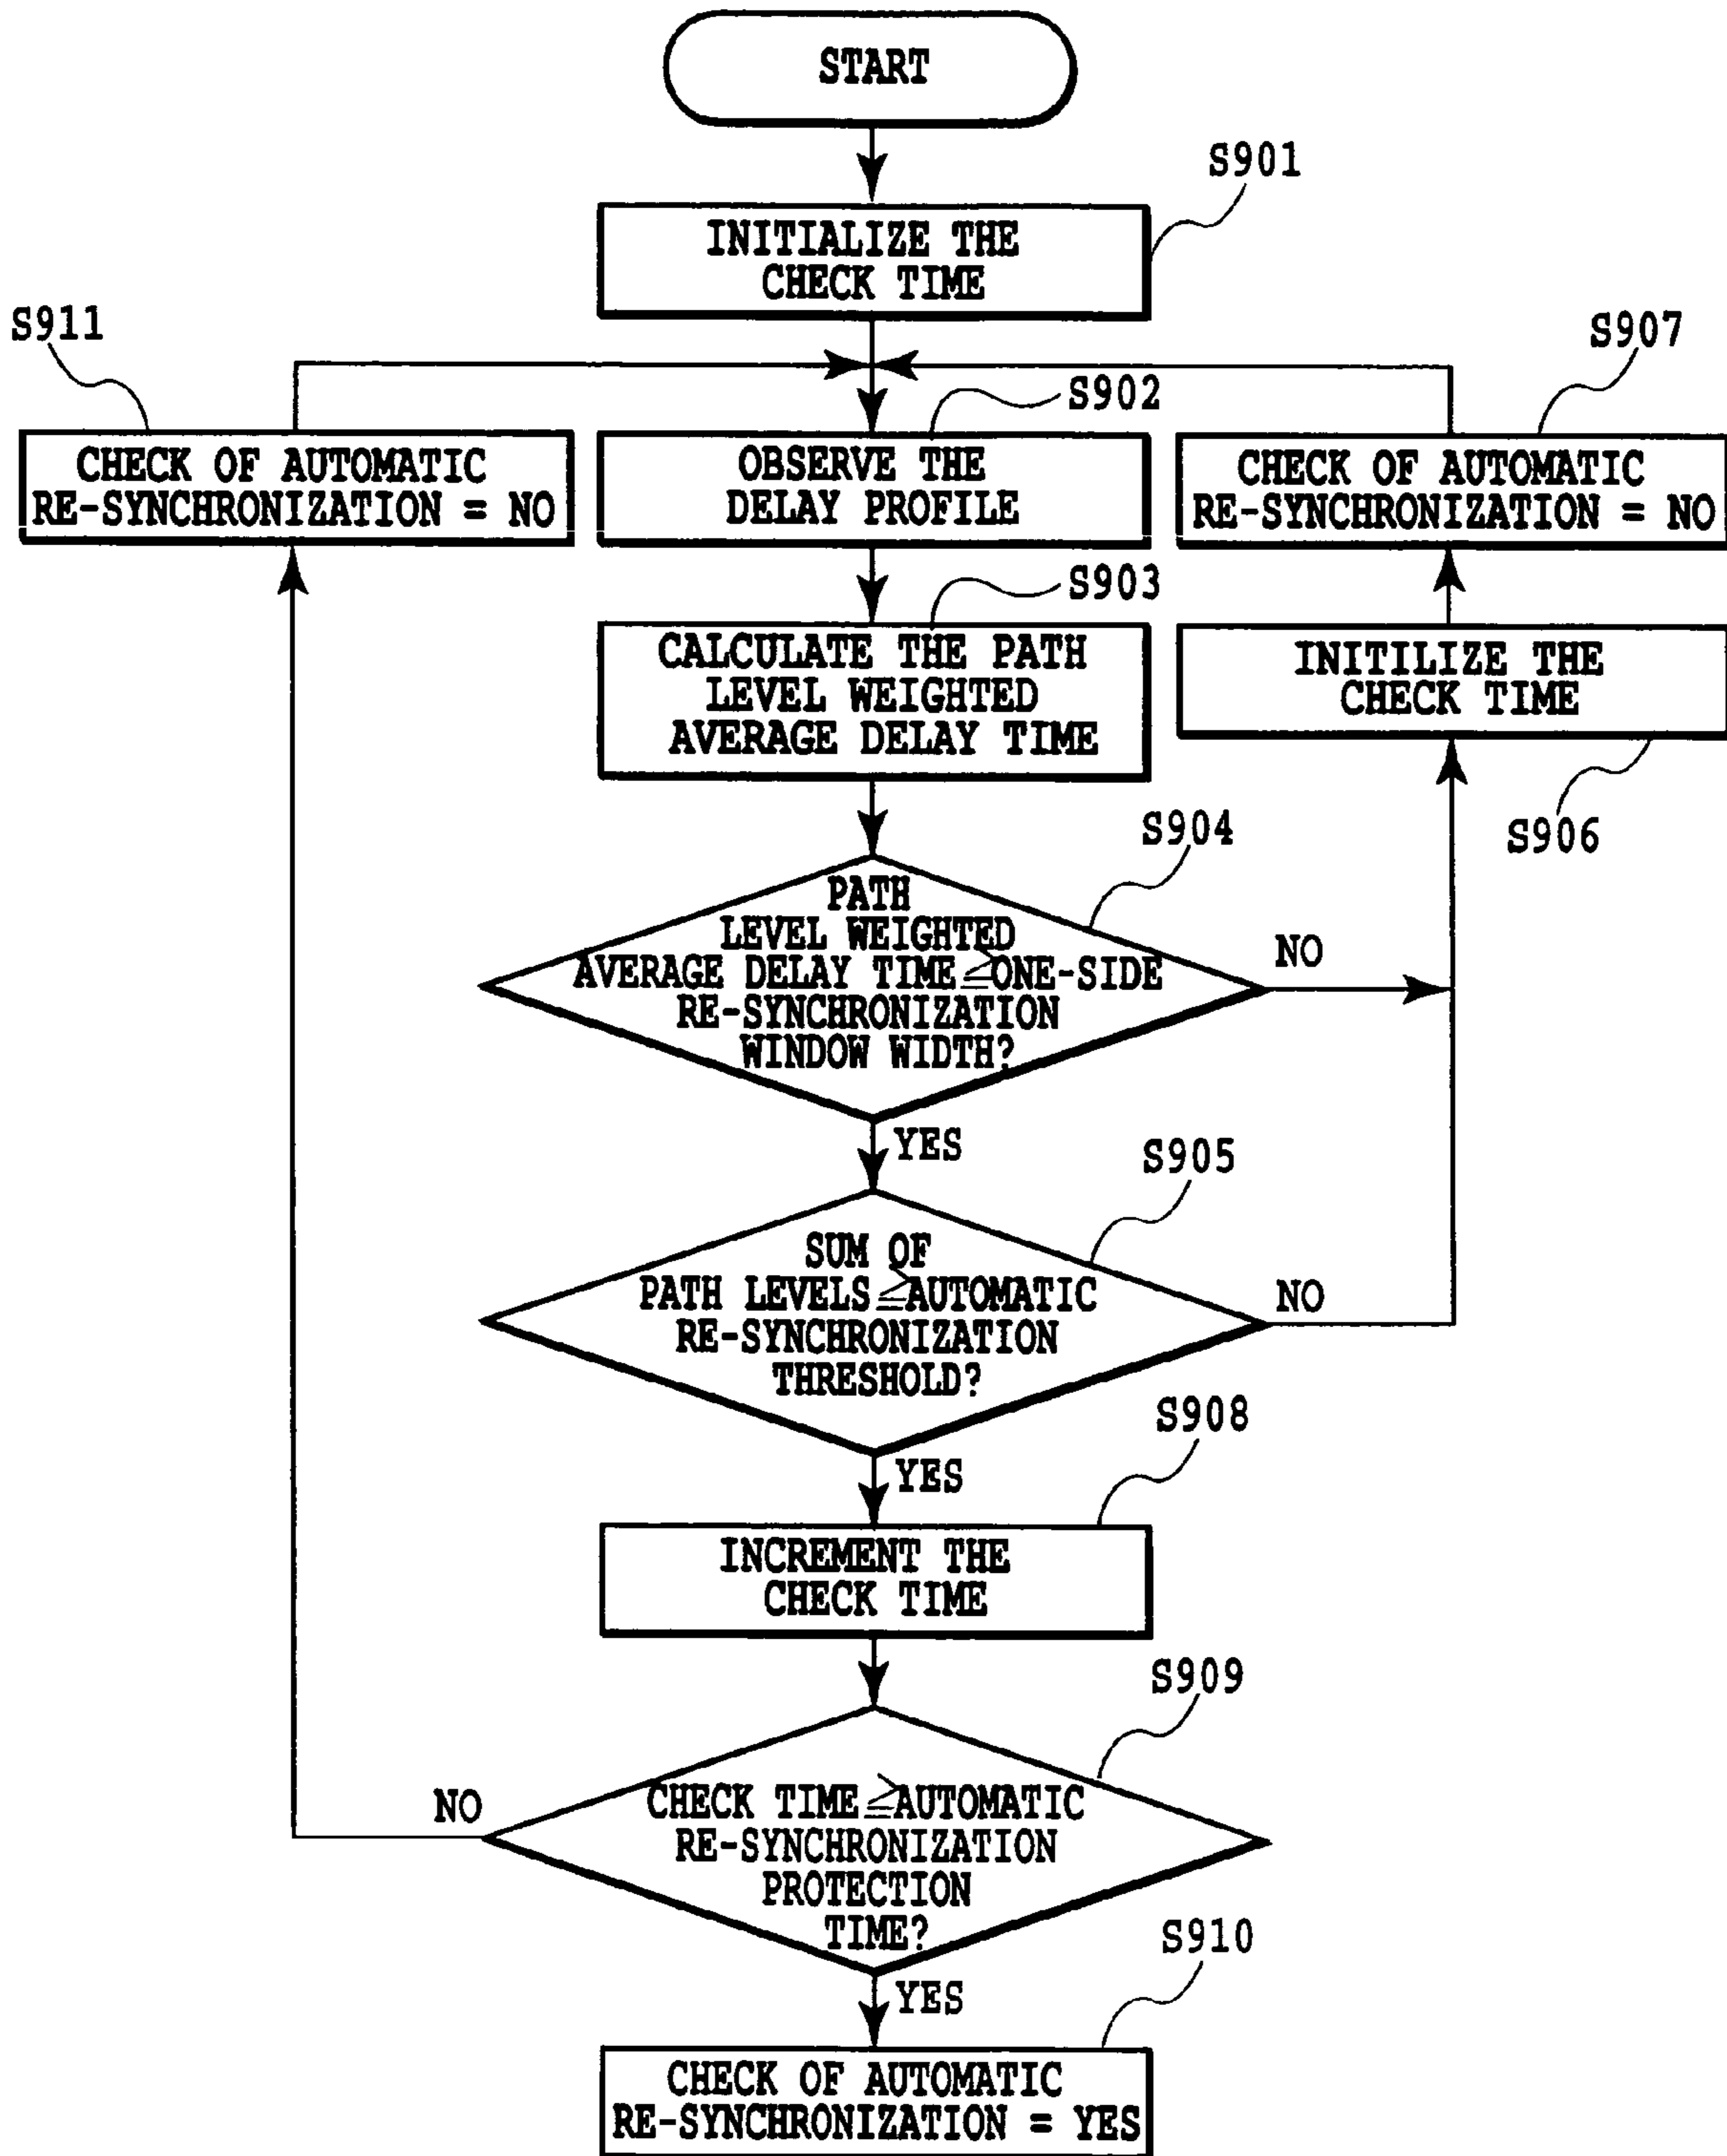 START
S901
INITIALIZE THE
CHECK TIME
S911
S907
S902
CHECK OF AUTOMATIC
RE-SYNCHRONIZATION = NO
OBSERVE THE
DELAY PROFILE
CHECK OF AUTOMATIC
RE-SYNCHRONIZATION = NO
S903
CALCULATE THE PATH
LEVEL WEIGHTED
AVERAGE DELAY TIME
INITILIZE THE
CHECK TIME
S906
S904
PATH
LEVEL WEIGHTED
AVERAGE DELAY TIME ≧ ONE-SIDE
RE-SYNCHRONIZATION
WINDOW WIDTH?
NO
YES
S905
SUM OF
PATH LEVELS ≧ AUTOMATIC
RE-SYNCHRONIZATION
THRESHOLD?
NO
YES
S908
INCREMENT THE
CHECK TIME
S909
CHECK TIME ≧ AUTOMATIC
RE-SYNCHRONIZATION
PROTECTION
TIME?
NO
YES
S910
CHECK OF AUTOMATIC
RE-SYNCHRONIZATION = YES